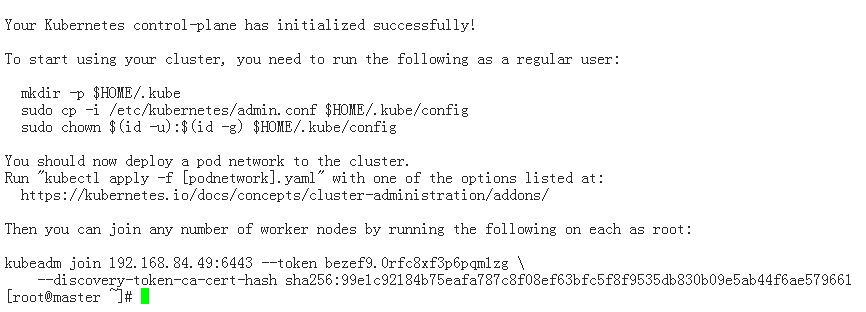 Your Kubernetes control-plane has initialized successfully!
To start using your cluster, you need to run the following as a regular user:
mkdir -p $HOME/.kube
sudo cp -i /etc/kubernetes/admin.conf $HOME/.kube/config
sudo chown $(id -u):$(id -g) $HOME/.kube/config
You should now deploy a pod network to the cluster.
Run "kubectl apply -f [podnetwork].yaml" with one of the options listed at:
https://kubernetes.io/docs/concepts/cluster-administration/addons/
Then you can join any number of worker nodes by running the following on each as root:
kubeadm join 192.168.84.49:6443 --token bezef9.0rfc8xf3p6pqm1zg \
--discovery-token-ca-cert-hash sha256:99e1c92184b75eafa787c8f08ef63bfc5f8f9535db830b09e5ab44f6ae579661
[root@master ~]#